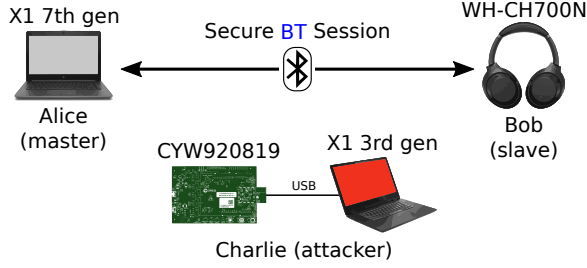 X1 7th gen
Secure BT Session
WH-CH700N
Alice
(master)
Bob
(slave)
CYW920819
X1 3rd gen
USB
Charlie (attacker)